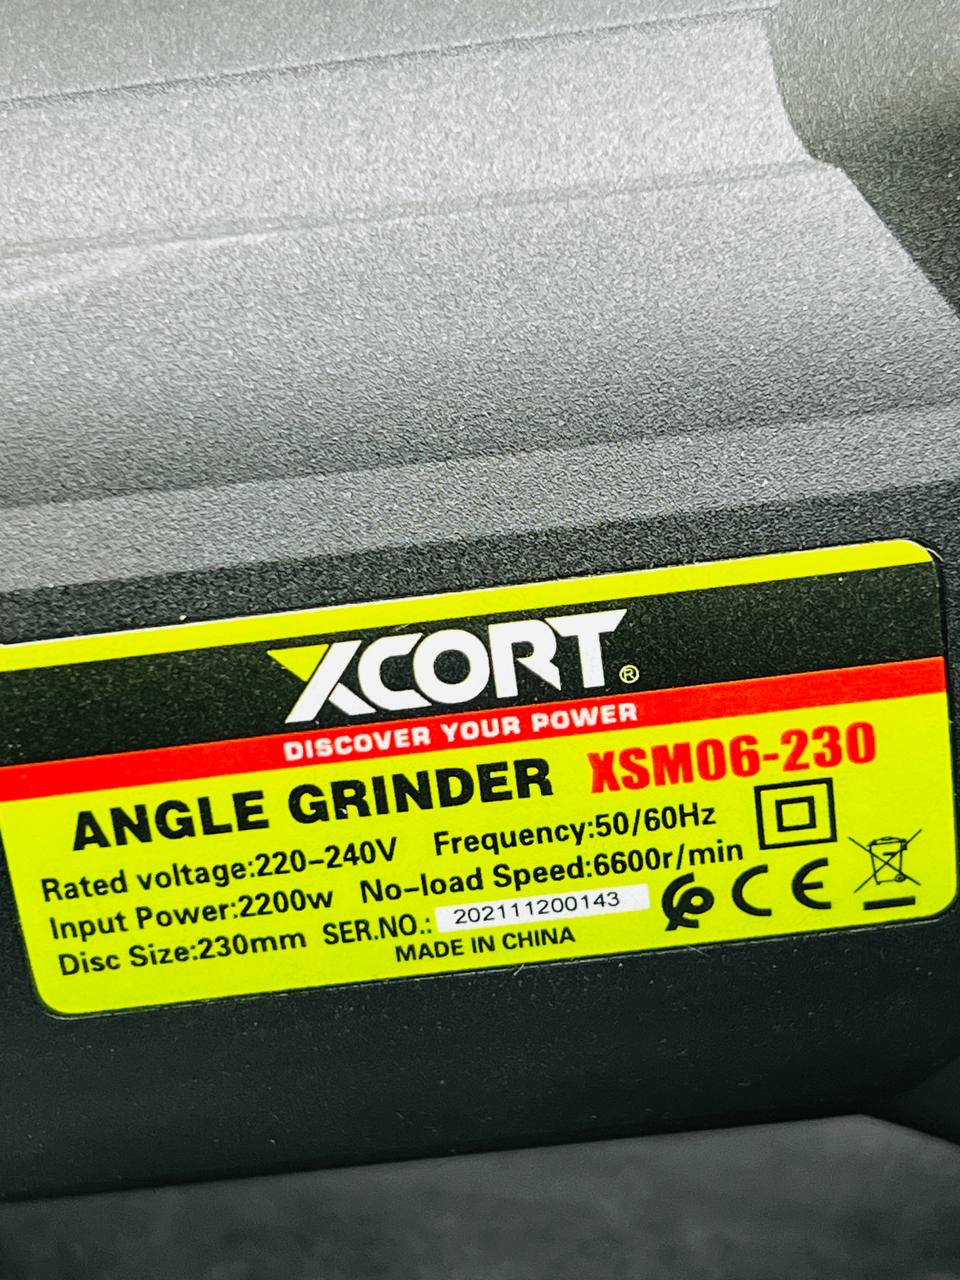 XCORT®
DISCOVER YOUR POWER
ANGLE GRINDER XSM06-230
Rated voltage:220-240V Frequency:50/60Hz
Input Power:2200w No-load Speed:6600r/min
Disc Size:230mm SER.NO.: 202111200143
MADE IN CHINA
CE